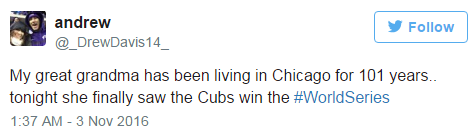 andrew
@_DrewDavis14_
Follow
My great grandma has been living in Chicago for 101 years..
tonight she finally saw the Cubs win the #WorldSeries
1:37 AM - 3 Nov 2016